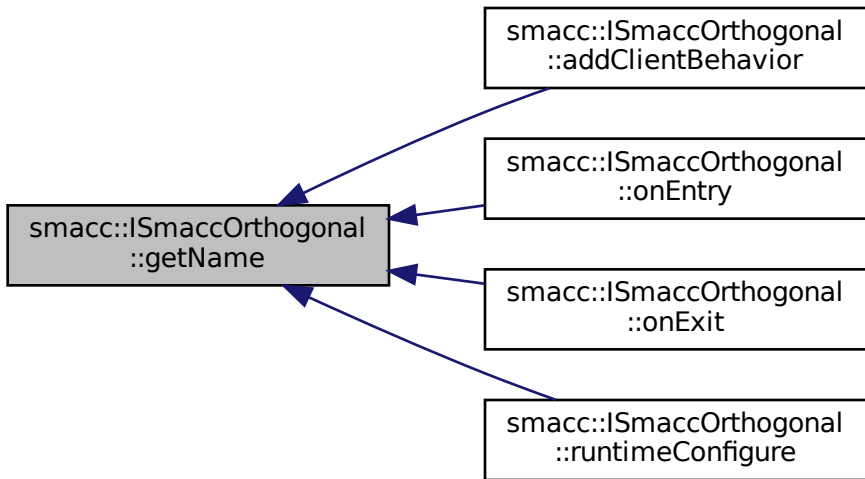 smacc::ISmaccOrthogonal
::addClientBehavior
smacc::ISmaccOrthogonal
::onEntry
smacc::ISmaccOrthogonal
::getName
smacc::ISmaccOrthogonal
::onExit
smacc::ISmaccOrthogonal
::runtimeConfigure